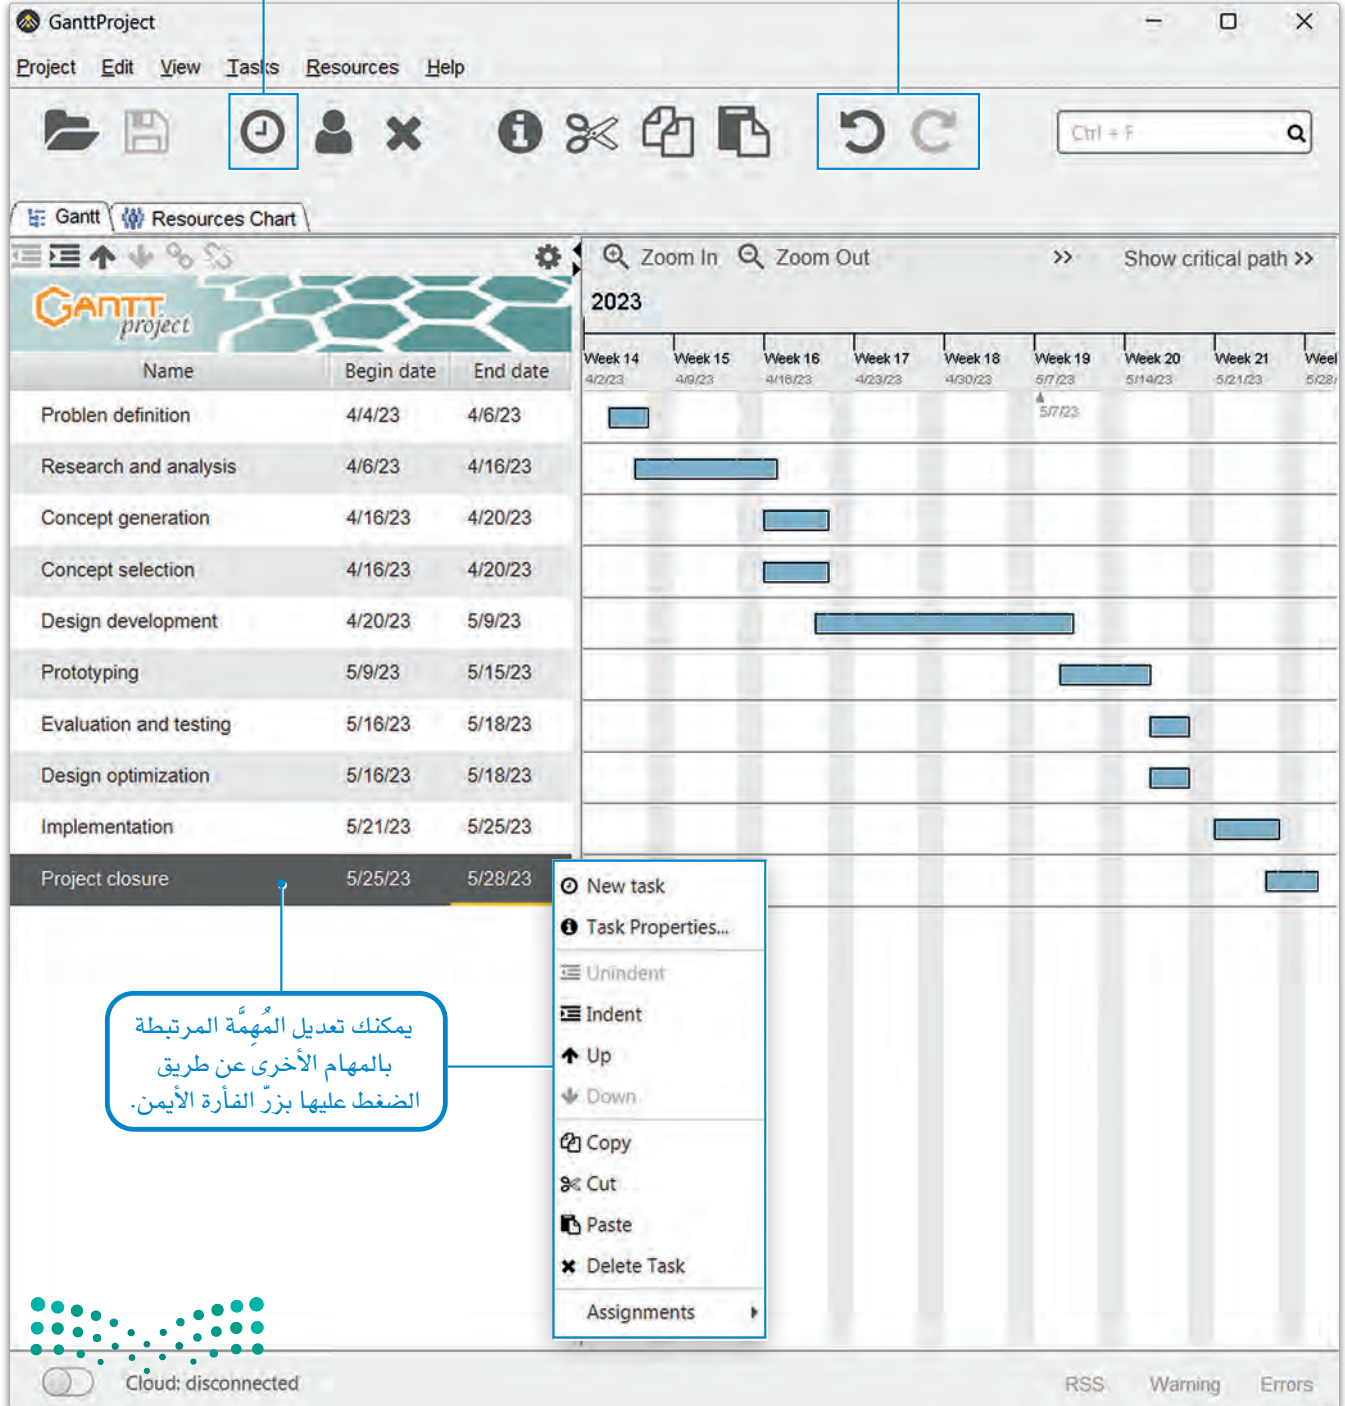 GanttProject
Project Edit View Tasks Resources Help
Ctrl + F
Gantt Resources Chart
Zoom In Zoom Out >> Show critical path >>
GANTT project
2023
Name Begin date End date
Week 14 Week 15 Week 16 Week 17 Week 18 Week 19 Week 20 Week 21 Weel
4/2/23 4/9/23 4/16/23 4/23/23 4/30/23 5/7/23 5/14/23 5/21/23 5/28/
5/7/23
Problen definition 4/4/23 4/6/23
Research and analysis 4/6/23 4/16/23
Concept generation 4/16/23 4/20/23
Concept selection 4/16/23 4/20/23
Design development 4/20/23 5/9/23
Prototyping 5/9/23 5/15/23
Evaluation and testing 5/16/23 5/18/23
Design optimization 5/16/23 5/18/23
Implementation 5/21/23 5/25/23
Project closure 5/25/23 5/28/23
New task
Task Properties...
Unindent
Indent
Up
Down
Copy
Cut
Paste
Delete Task
Assignments
يمكنك تعديل المُهِمَّة المرتبطة
بالمهام الأخرى عن طريق
الضغط عليها بزرّ الفأرة الأيمن.
Cloud: disconnected
RSS Warning Errors